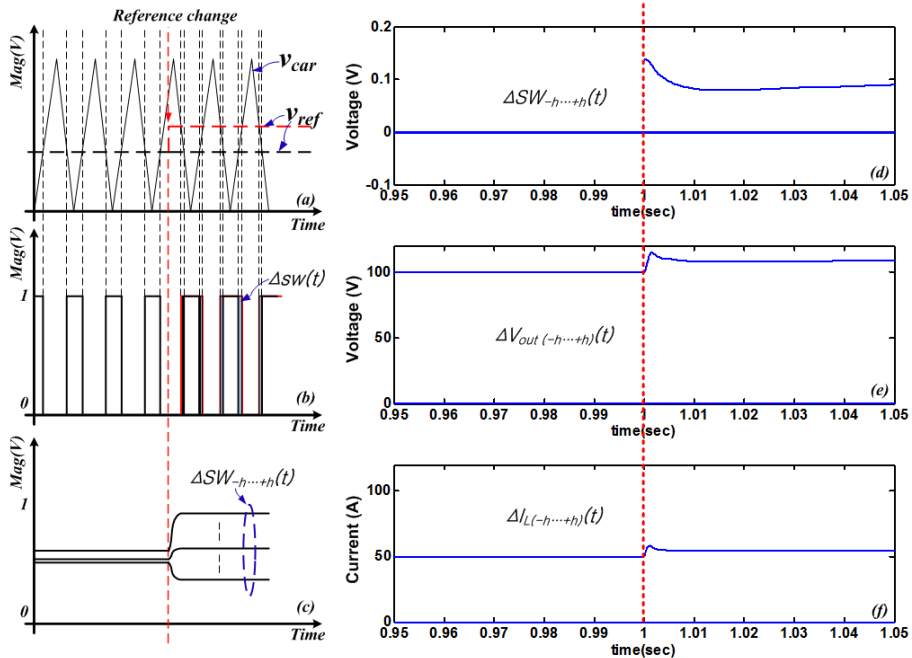 Reference change
Mag(V)
v_car
v_ref
(a)
Time
Mag(V)
1
Δsw(t)
0
(b)
Time
Mag(V)
1
ΔSW_{-h…+h}(t)
0
(c)
Time
Voltage (V)
0.2
0.1
0
-0.1
ΔSW_{-h…+h}(t)
(d)
0.95 0.96 0.97 0.98 0.99 1 1.01 1.02 1.03 1.04 1.05
time(sec)
Voltage (V)
100
50
0
ΔV_{out (-h…+h)}(t)
(e)
0.95 0.96 0.97 0.98 0.99 1 1.01 1.02 1.03 1.04 1.05
time(sec)
Current (A)
100
50
0
ΔI_{L(-h…+h)}(t)
(f)
0.95 0.96 0.97 0.98 0.99 1 1.01 1.02 1.03 1.04 1.05
time(sec)